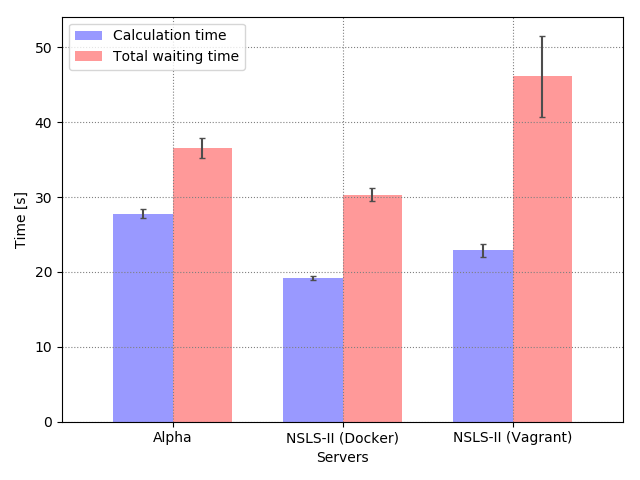 Calculation time
Total waiting time
50
40
30
20
10
0
Time [s]
Alpha
NSLS-II (Docker)
NSLS-II (Vagrant)
Servers